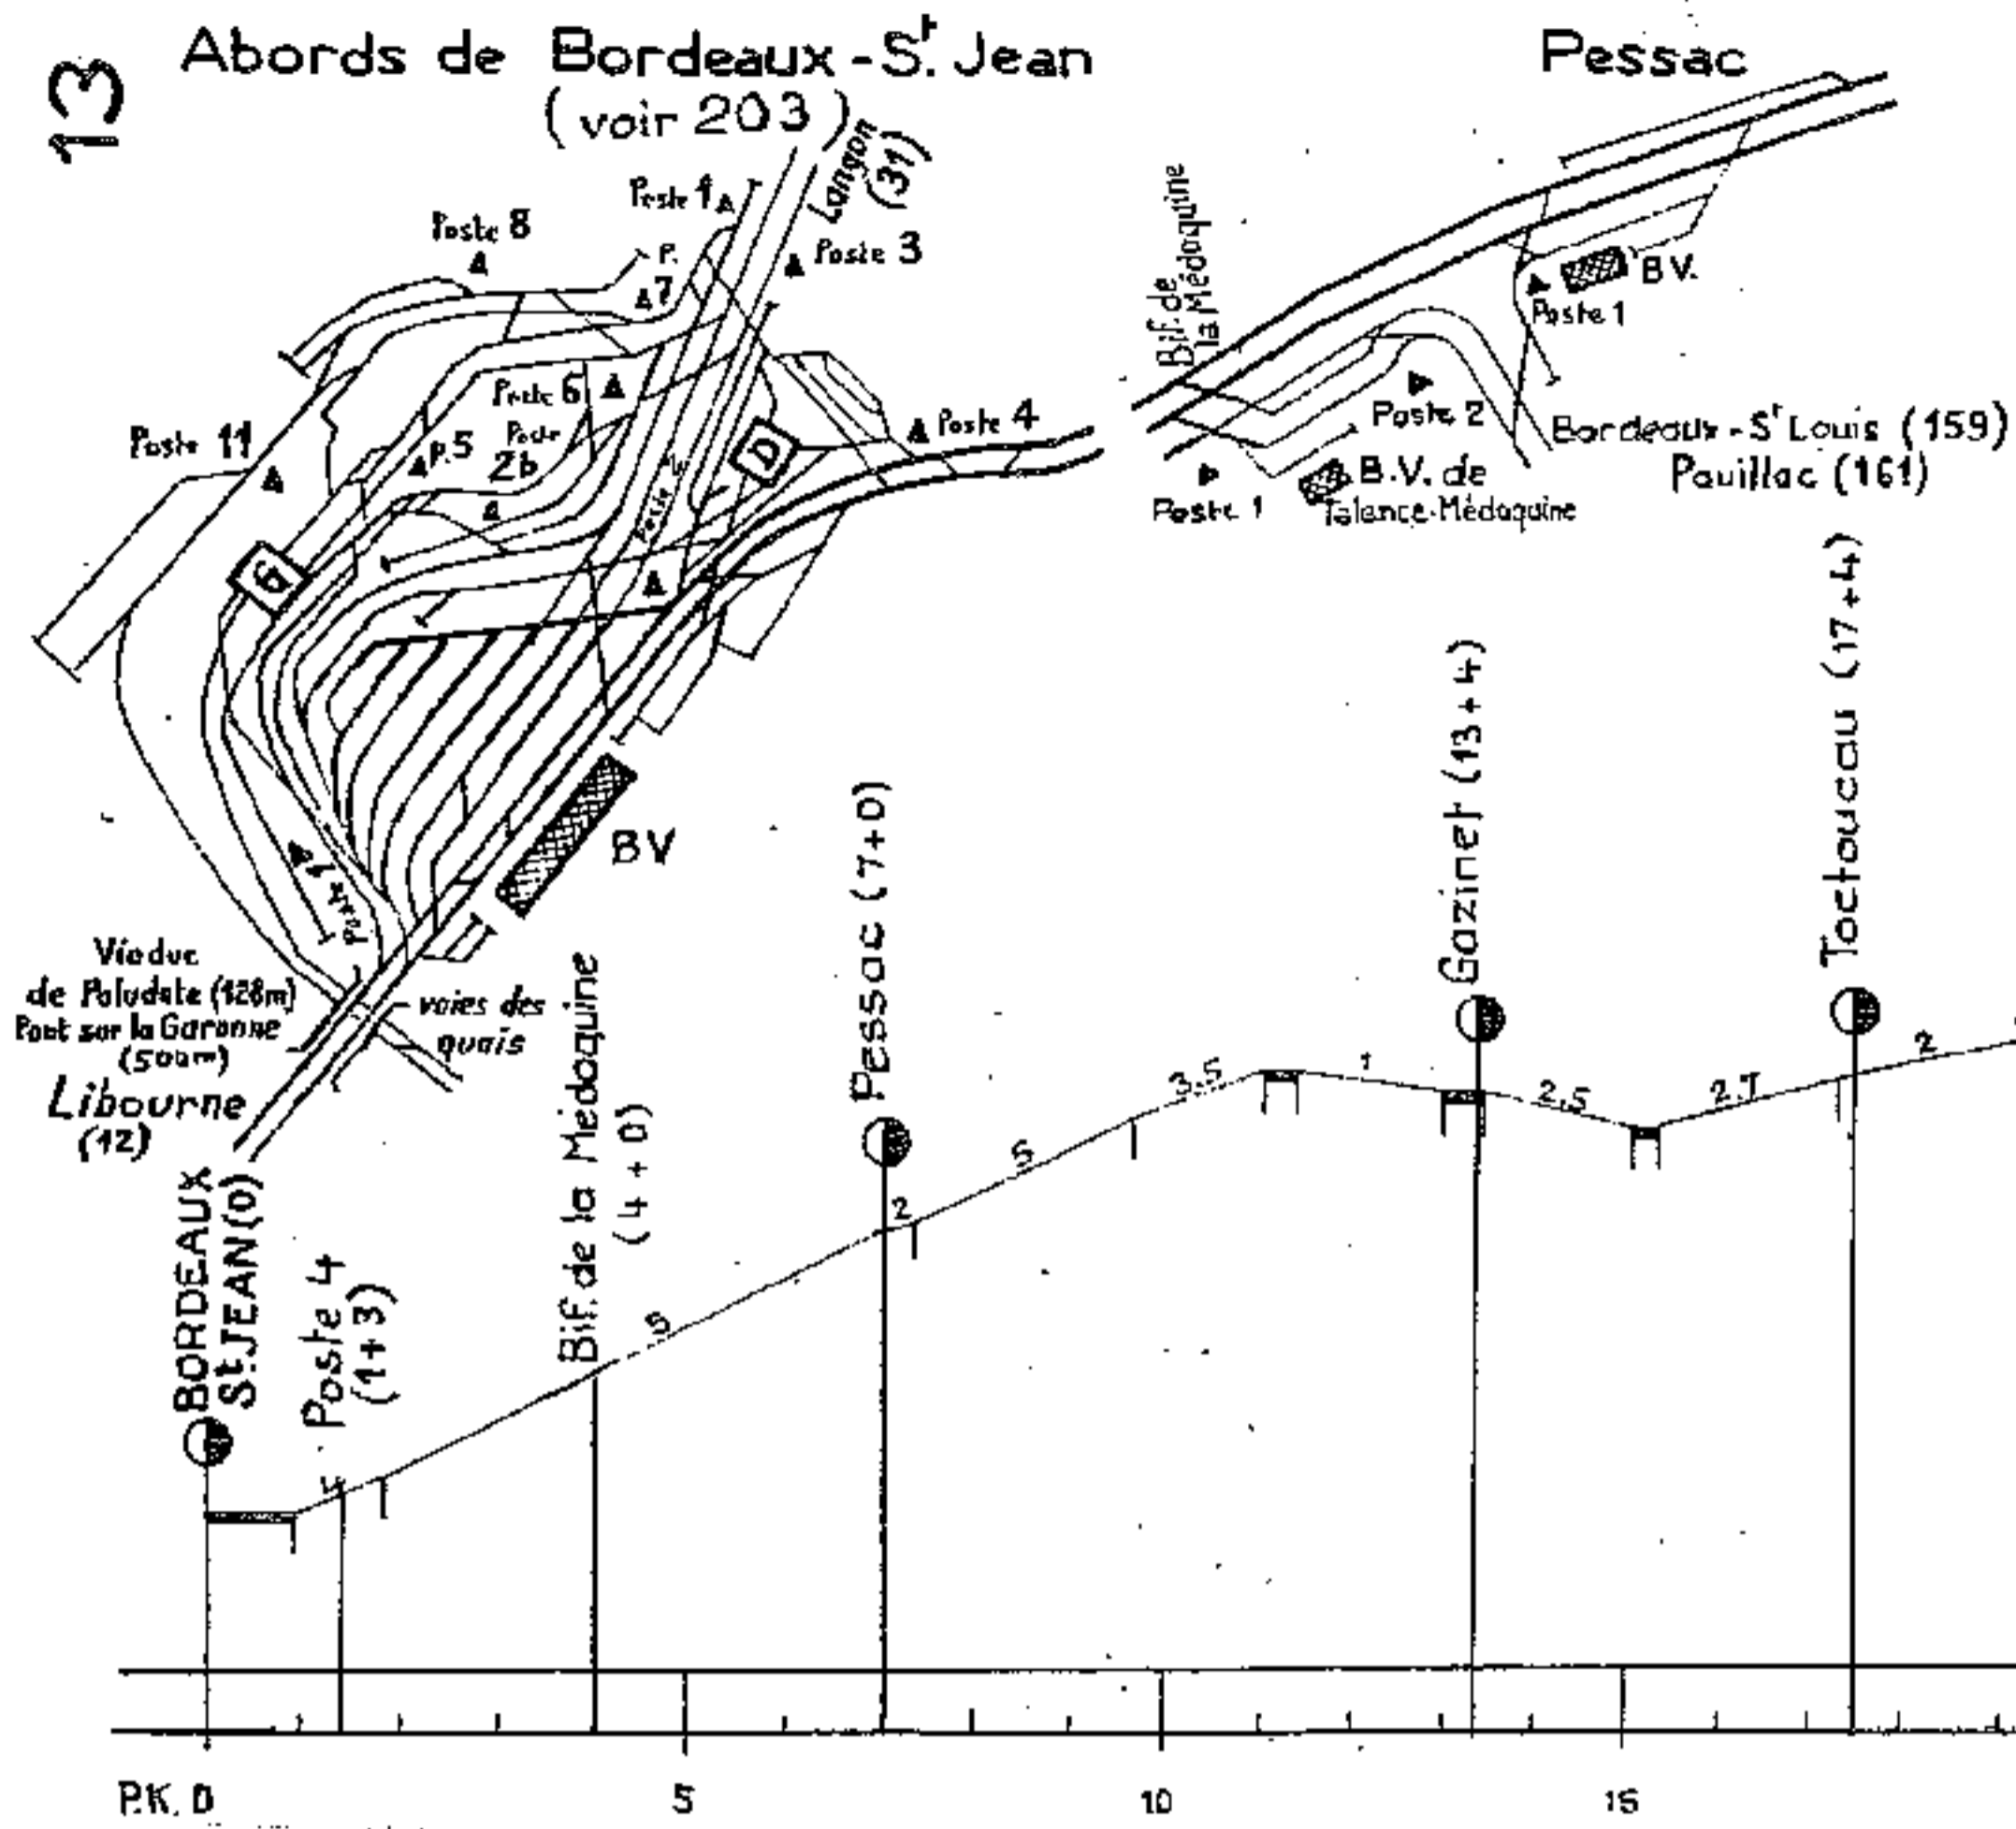 13
Abords de Bordeaux-St. Jean
(voir 203)
Pessac
Langon
(31)
Poste 1
Poste 8
P.
7
Poste 3
Poste 6
Poste 11
P.5
Poste
2b
D
Poste 4
G
BV
Poste 1
Viaduc
de Paludate (128m)
Pont sur la Garonne
(500m)
Libourne
(12)
voies des
quais
Bif. de
la Médoquine
BV.
Poste 1
Poste 2
Poste 1
B.V. de
Talence-Médoquine
Bordeaux-St Louis (159)
Pauillac (161)
BORDEAUX
St.JEAN(0)
Poste 4
(1+3)
Bif. de la Médoquine
(4+0)
Pessac (7+0)
Gazinet (13+4)
Toctoucau (17+4)
5
2
5
3,5
1
2,5
2,7
2
P.K. 0
5
10
15